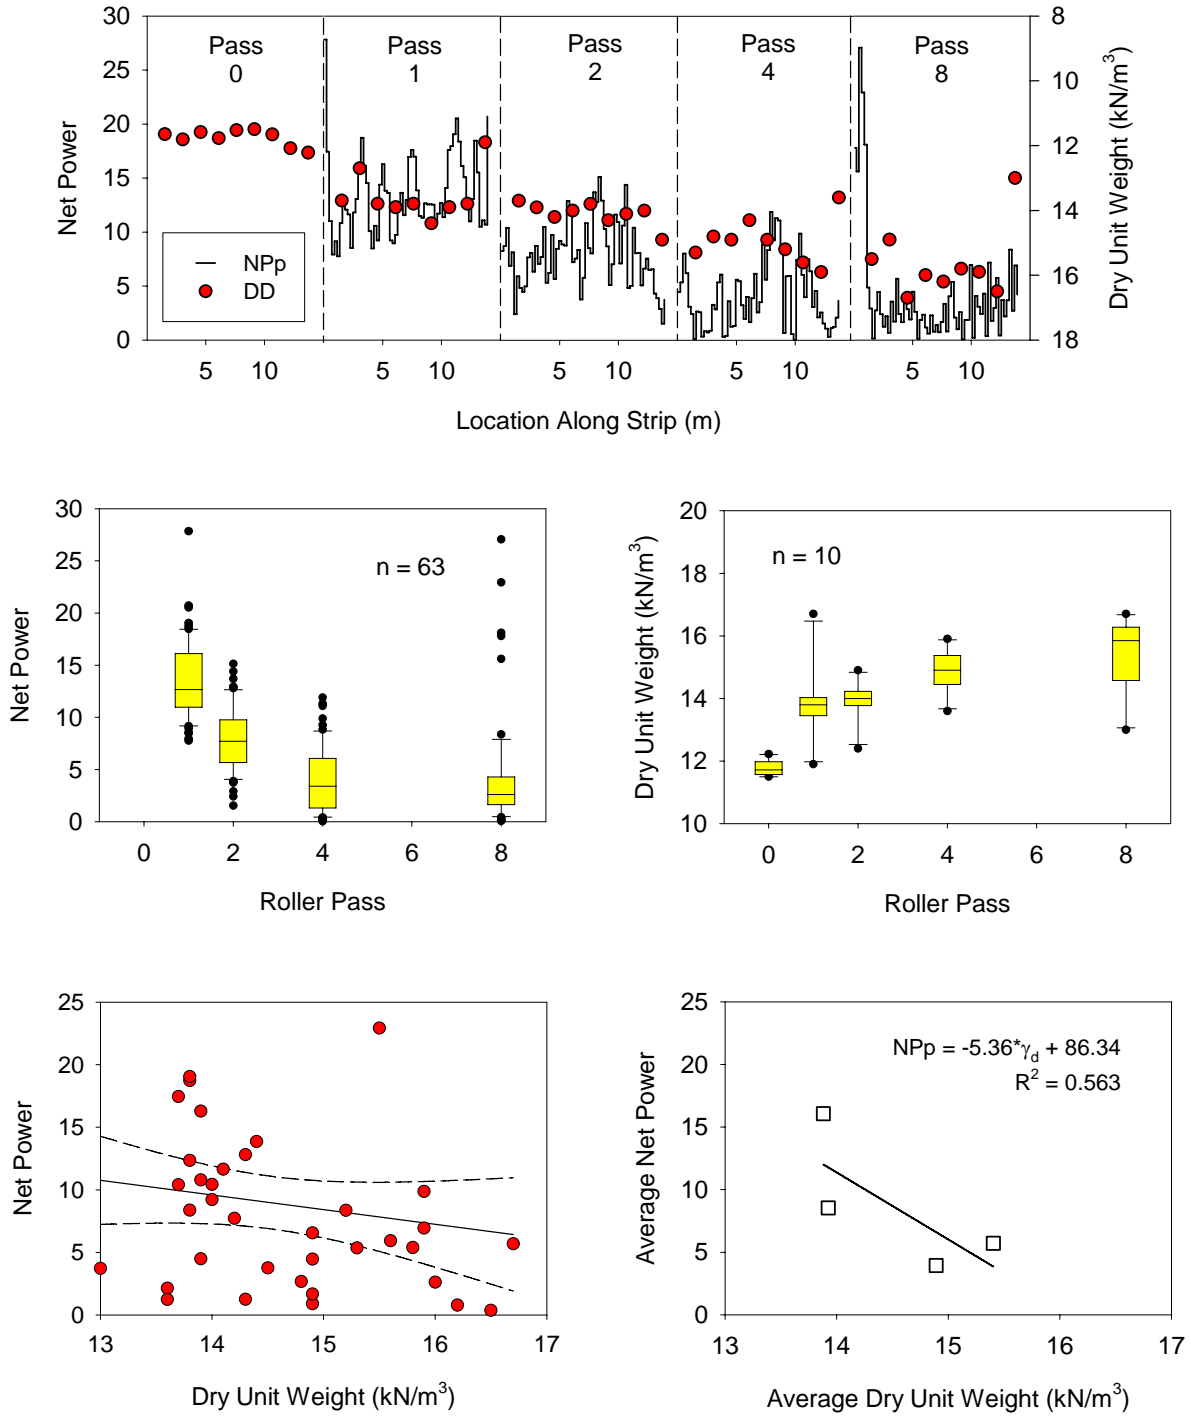 30
25
20
15
10
5
0
Net Power
Pass
0
Pass
1
Pass
2
Pass
4
Pass
8
NPp
DD
8
9
10
12
14
16
17
18
Dry Unit Weight (kN/m³)
5 10 5 10 5 10 5 10 5 10
Location Along Strip (m)
30
25
20
15
10
5
0
Net Power
n = 63
0 2 4 6 8
Roller Pass
20
18
16
14
12
10
Dry Unit Weight (kN/m³)
n = 10
0 2 4 6 8
Roller Pass
25
20
15
10
5
0
Net Power
13 14 15 16 17
Dry Unit Weight (kN/m³)
25
20
15
10
5
0
Average Net Power
NPp = -5.36*γd + 86.34
R² = 0.563
13 14 15 16 17
Average Dry Unit Weight (kN/m³)